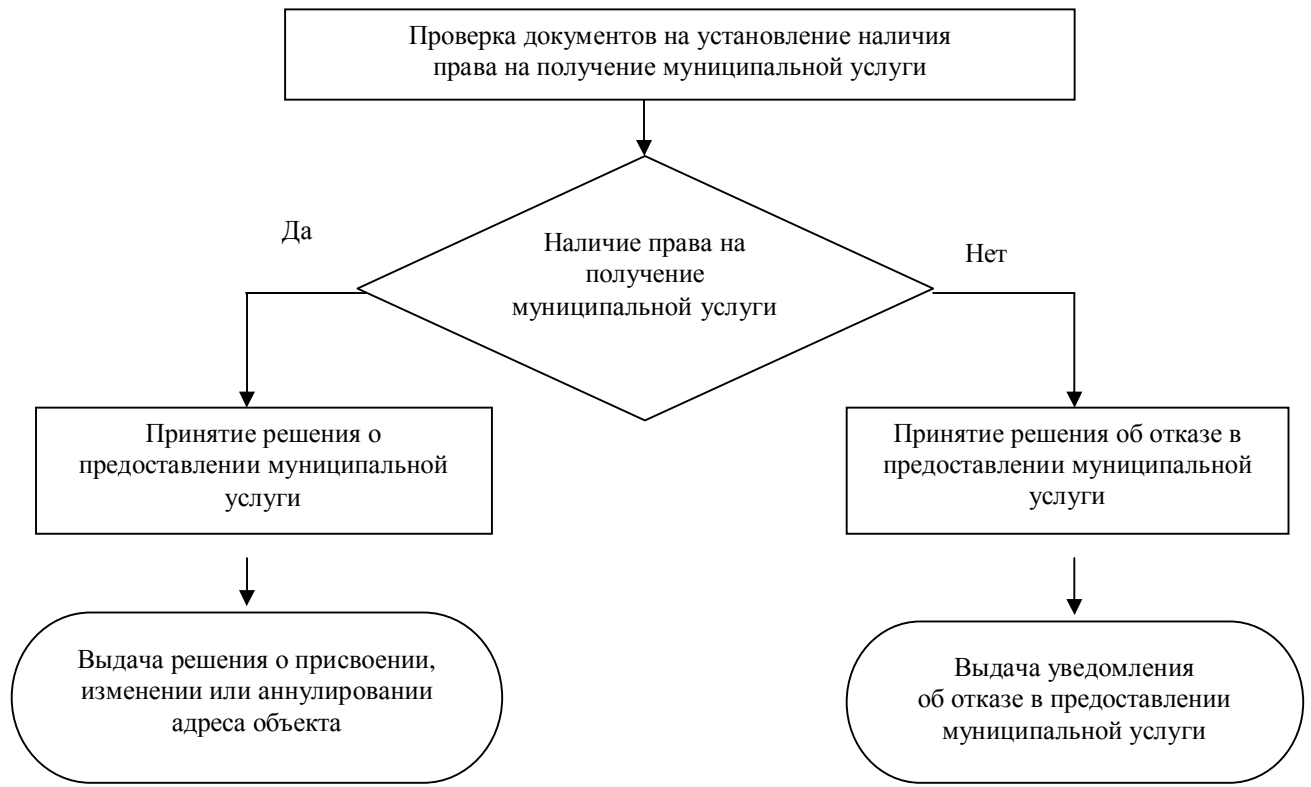 Проверка документов на установление наличия
права на получение муниципальной услуги
Да
Наличие права на
получение
муниципальной услуги
Нет
Принятие решения о
предоставлении муниципальной
услуги
Принятие решения об отказе в
предоставлении муниципальной
услуги
Выдача решения о присвоении,
изменении или аннулировании
адреса объекта
Выдача уведомления
об отказе в предоставлении
муниципальной услуги